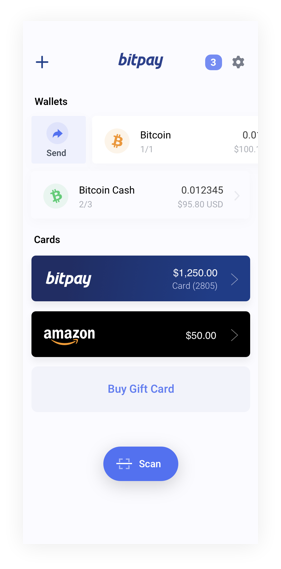 bitpay
3
Wallets
Send
Bitcoin
1/1
0.01
$100.
Bitcoin Cash
2/3
0.012345
$95.80 USD
Cards
bitpay
$1,250.00
Card (2805)
amazon
$50.00
Buy Gift Card
Scan